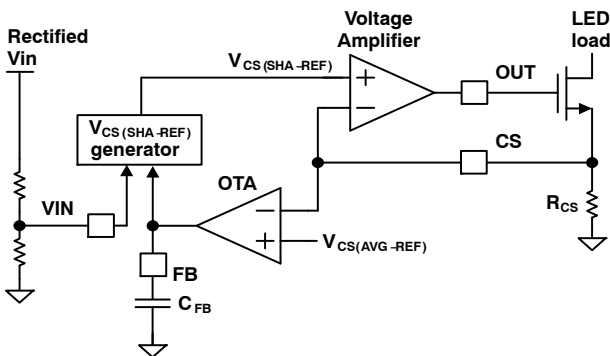 Rectified
Vin
Voltage
Amplifier
LED
load
VCS(SHA-REF)
OUT
VCS(SHA-REF)
generator
CS
OTA
VIN
RCS
VCS(AVG-REF)
FB
CFB